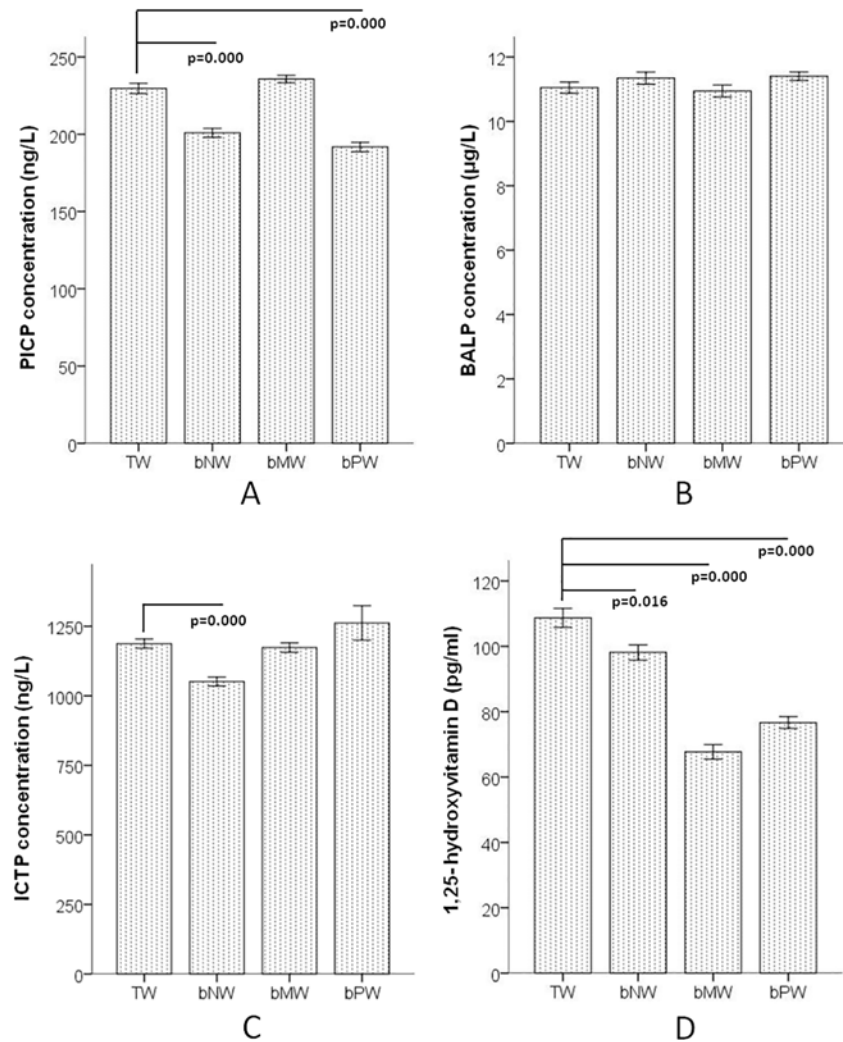 p=0.000
p=0.000
PICP concentration (ng/L)
250
200
150
100
50
0
TW bNW bMW bPW
A
BALP concentration (µg/L)
12
10
8
6
4
2
0
TW bNW bMW bPW
B
p=0.000
ICTP concentration (ng/L)
1250
1000
750
500
250
0
TW bNW bMW bPW
C
p=0.000
p=0.000
p=0.016
1,25- hydroxyvitamin D (pg/ml)
120
100
80
60
40
20
0
TW bNW bMW bPW
D